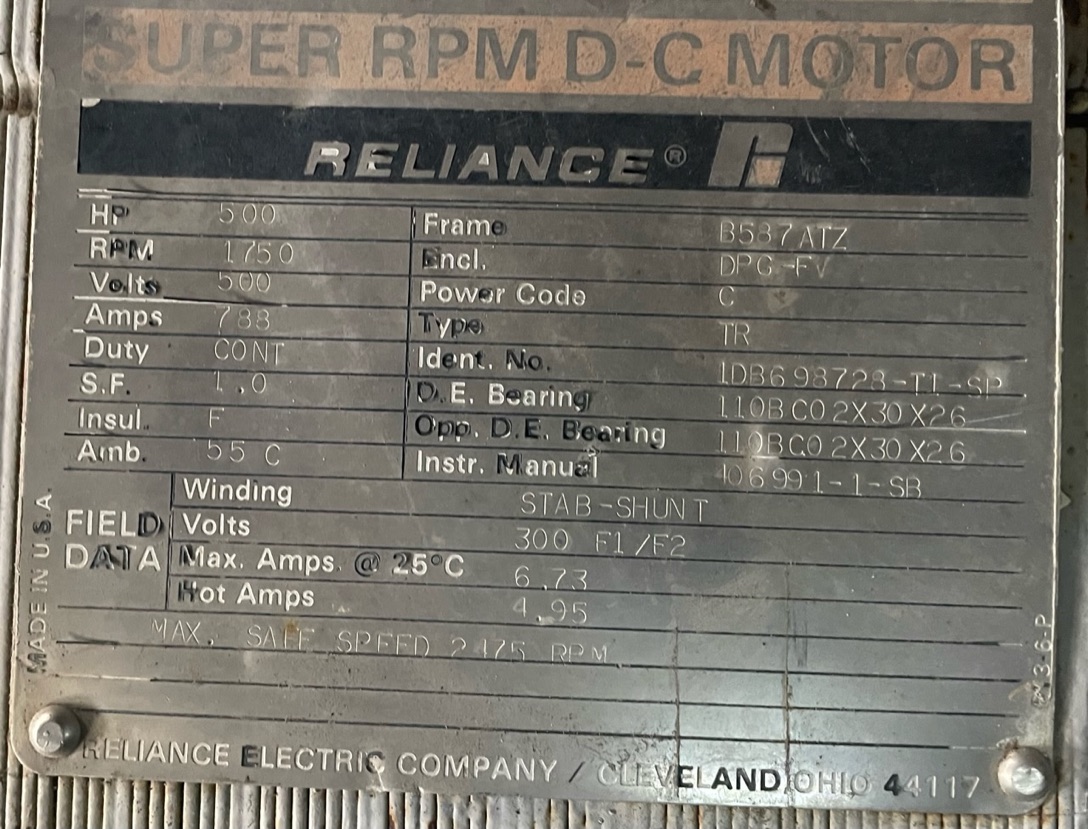 SUPER RPM D-C MOTOR
RELIANCE®
HP 500 Frame B587ATZ
RPM 1750 Encl. DPG-FV
Volts 500 Power Code C
Amps 788 Type TR
Duty CONT Ident. No. 1DB698728-T1-SP
S.F. 1.0 D.E. Bearing 110BC02X30X26
Insul. F Opp. D.E. Bearing 110BC02X30X26
Amb. 55 C Instr. Manual 106991-1-SB
FIELD DATA
Winding STAB-SHUNT
Volts 300 F1/F2
Max. Amps. @ 25°C 6.73
Hot Amps 4.95
MAX. SAFE SPEED 2475 RPM
MADE IN U.S.A.
RELIANCE ELECTRIC COMPANY / CLEVELAND, OHIO 44117